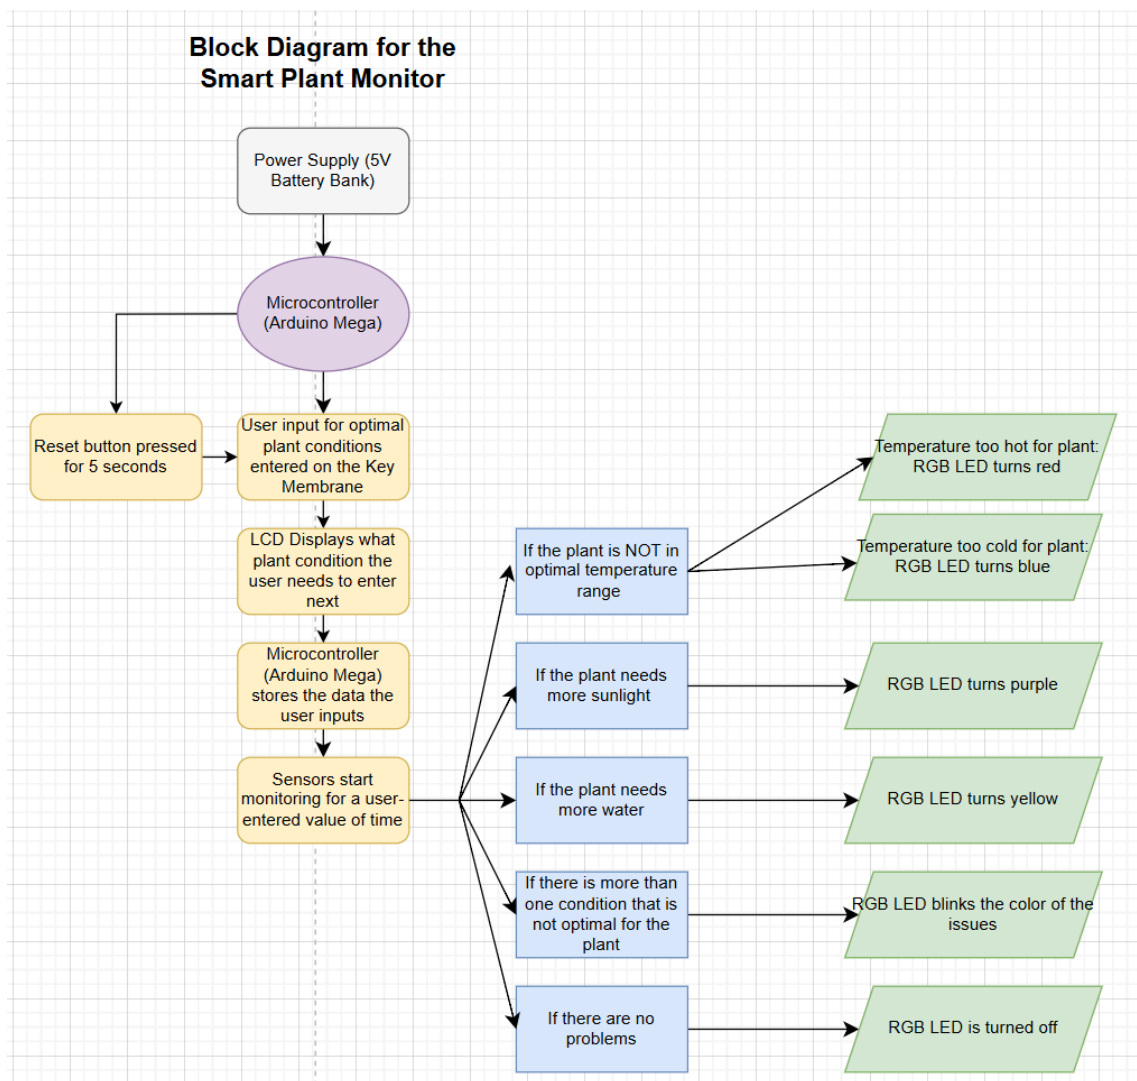 Block Diagram for the
Smart Plant Monitor
Power Supply (5V
Battery Bank)
Microcontroller
(Arduino Mega)
Reset button pressed
for 5 seconds
User input for optimal
plant conditions
entered on the Key
Membrane
LCD Displays what
plant condition the
user needs to enter
next
Microcontroller
(Arduino Mega)
stores the data the
user inputs
Sensors start
monitoring for a user-
entered value of time
If the plant is NOT in
optimal temperature
range
Temperature too hot for plant:
RGB LED turns red
Temperature too cold for plant:
RGB LED turns blue
If the plant needs
more sunlight
RGB LED turns purple
If the plant needs
more water
RGB LED turns yellow
If there is more than
one condition that is
not optimal for the
plant
RGB LED blinks the color of the
issues
If there are no
problems
RGB LED is turned off